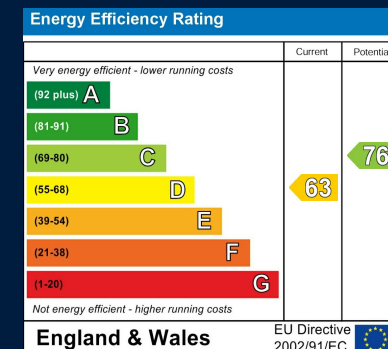 Energy Efficiency Rating
Current Potentia
Very energy efficient - lower running costs
(92 plus) A
(81-91) B
(69-80) C
76
(55-68) D
63
(39-54) E
(21-38) F
(1-20) G
Not energy efficient - higher running costs
England & Wales
EU Directive
2002/91/EC